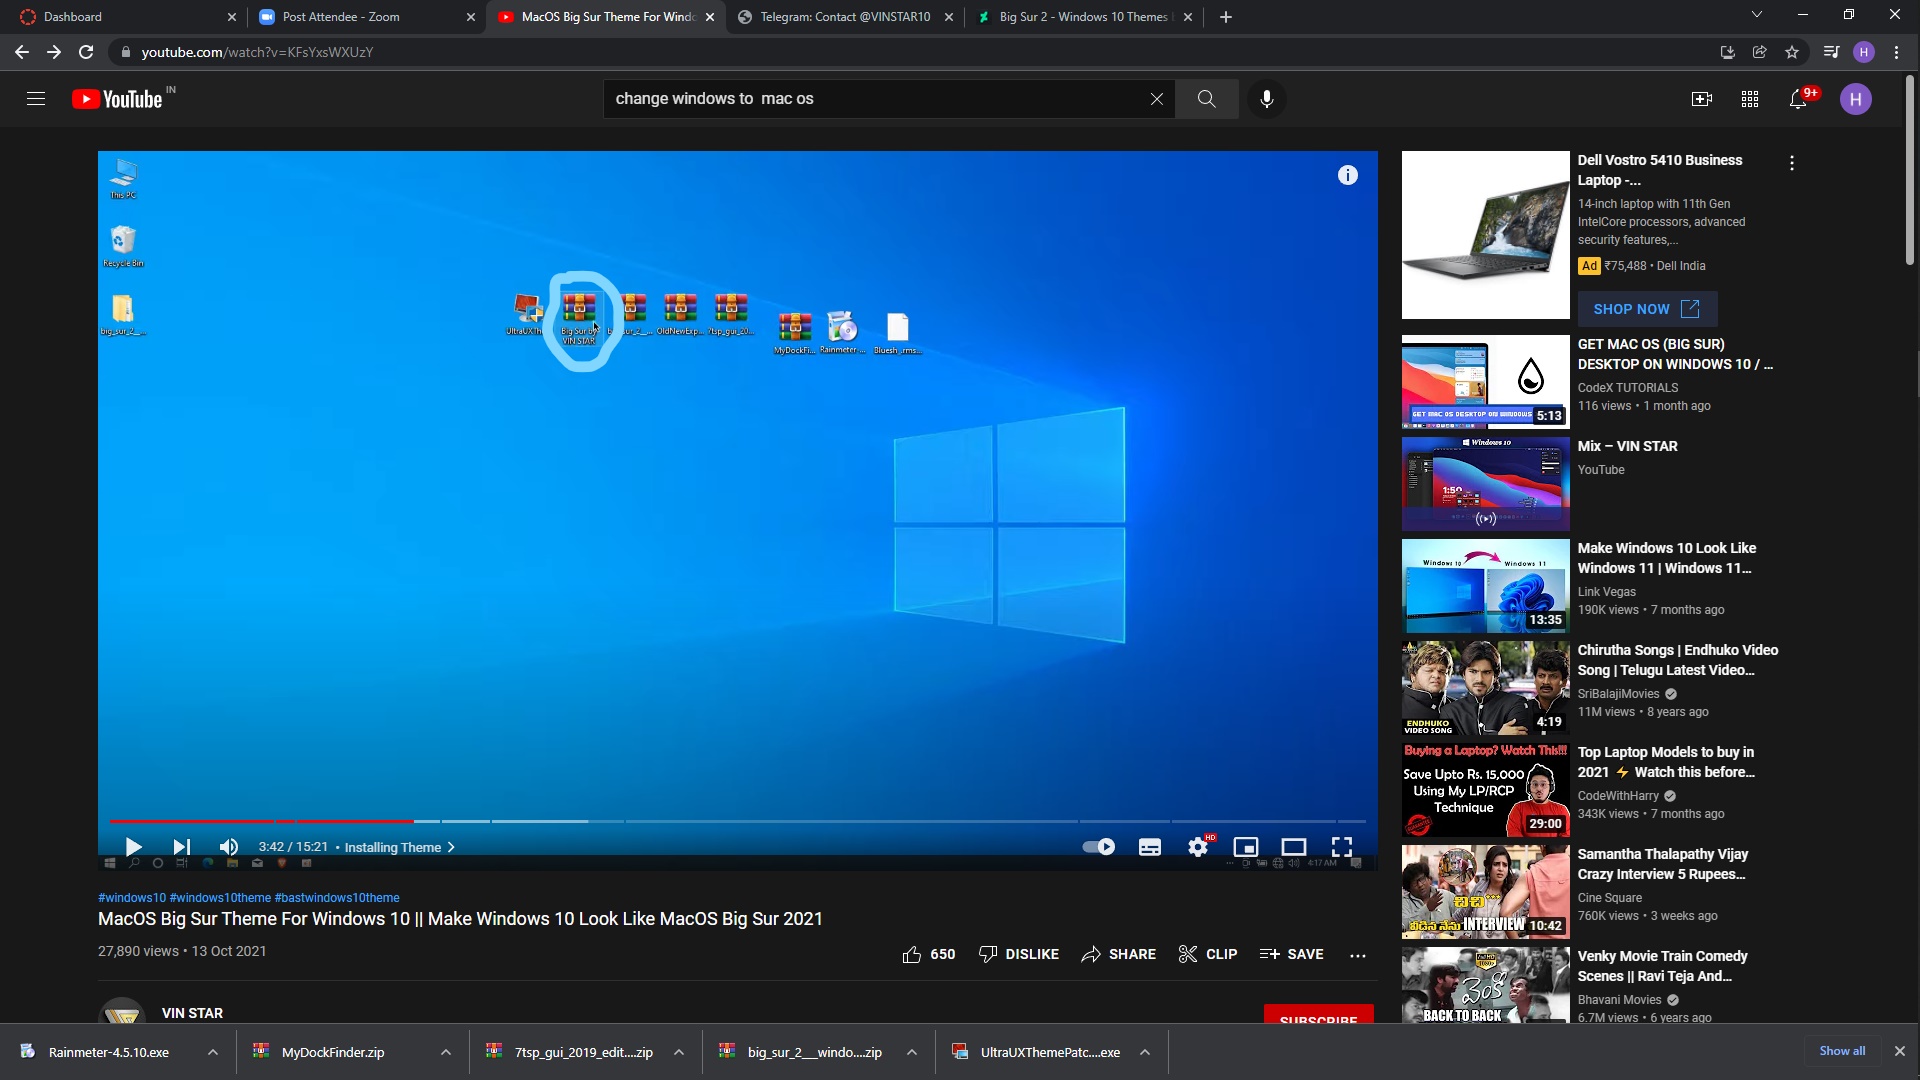 Dashboard
Post Attendee - Zoom
MacOS Big Sur Theme For Windo
Telegram: Contact @VINSTAR10
Big Sur 2 - Windows 10 Themes
youtube.com/watch?v=KFsYxsWXUzY
H
YouTube IN
change windows to mac os
9+
H
This PC
Recycle Bin
big_sur_2_...
UltraUXTh
Big Sur by
VIN STAR
OldNewExp...
7tsp_gui_20...
MyDockFi...
Rainmeter-...
Bluesh_.rms...
3:42 / 15:21 • Installing Theme
HD
4:17 AM
#windows10 #windows10theme #bastwindows10theme
MacOS Big Sur Theme For Windows 10 || Make Windows 10 Look Like MacOS Big Sur 2021
27,890 views • 13 Oct 2021
650
DISLIKE
SHARE
CLIP
SAVE
VIN STAR
SUBSCRIBE
Dell Vostro 5410 Business
Laptop -...
14-inch laptop with 11th Gen
IntelCore processors, advanced
security features,...
Ad ₹75,488 • Dell India
SHOP NOW
GET MAC OS DESKTOP ON WINDOWS
5:13
GET MAC OS (BIG SUR)
DESKTOP ON WINDOWS 10 / ...
CodeX TUTORIALS
116 views • 1 month ago
Windows 10
1:50
Mix – VIN STAR
YouTube
Windows 10
Windows 11
13:35
Make Windows 10 Look Like
Windows 11 | Windows 11...
Link Vegas
190K views • 7 months ago
ENDHUKO
VIDEO SONG
4:19
Chirutha Songs | Endhuko Video
Song | Telugu Latest Video...
SriBalajiMovies
11M views • 8 years ago
Buying a Laptop? Watch This!!!
Save Upto Rs. 15,000
Using My LP/RCP
Technique
29:00
Top Laptop Models to buy in
2021 ⚡ Watch this before...
CodeWithHarry
343K views • 7 months ago
INTERVIEW
10:42
Samantha Thalapathy Vijay
Crazy Interview 5 Rupees...
Cine Square
760K views • 3 weeks ago
వెంకీ
BACK TO BACK
Venky Movie Train Comedy
Scenes || Ravi Teja And...
Bhavani Movies
6.7M views • 6 years ago
Rainmeter-4.5.10.exe
MyDockFinder.zip
7tsp_gui_2019_edit....zip
big_sur_2__windo....zip
UltraUXThemePatc....exe
Show all